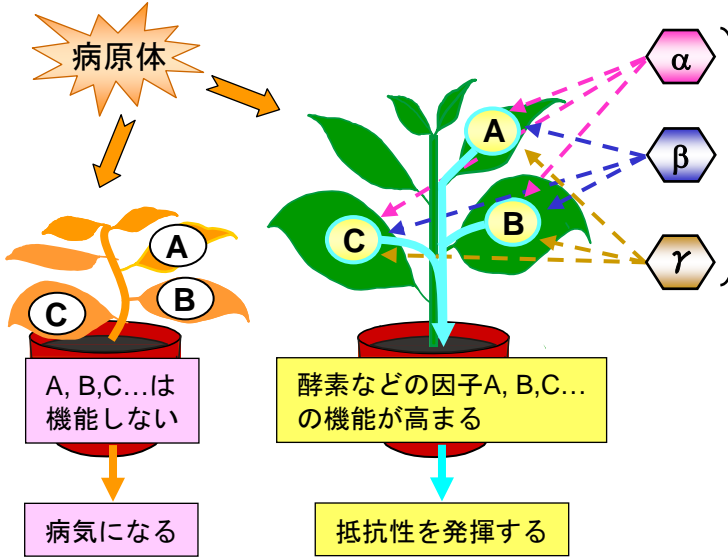 病原体
α
β
γ
A
B
C
A
B
C
A, B,C…は
機能しない
酵素などの因子A, B,C…
の機能が高まる
病気になる
抵抗性を発揮する